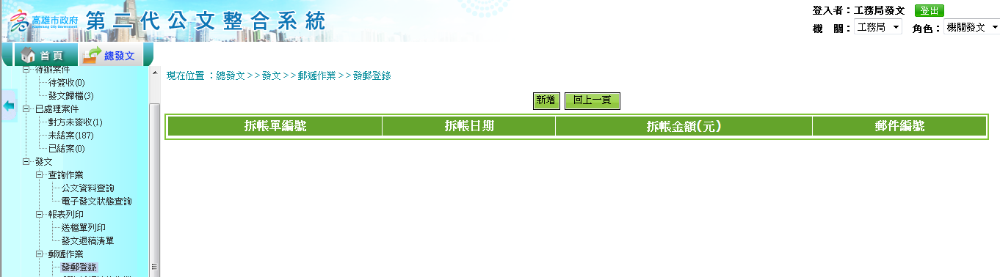 高雄市政府
Kaohsiung City Government
第二代公文整合系統
登入者：工務局發文 登出
機　關： 工務局 角色： 機關發文
首頁 總發文
現在位置 ：總發文>>發文>>郵遞作業>>發郵登錄
待辦案件
待簽收(0)
發文歸檔(3)
已處理案件
對方未簽收(1)
未結案(187)
已結案(0)
發文
查詢作業
公文資料查詢
電子發文狀態查詢
報表列印
送檔單列印
發文退稿清單
郵遞作業
發郵登錄
新增 回上一頁
拆帳單編號 拆帳日期 拆帳金額(元) 郵件編號